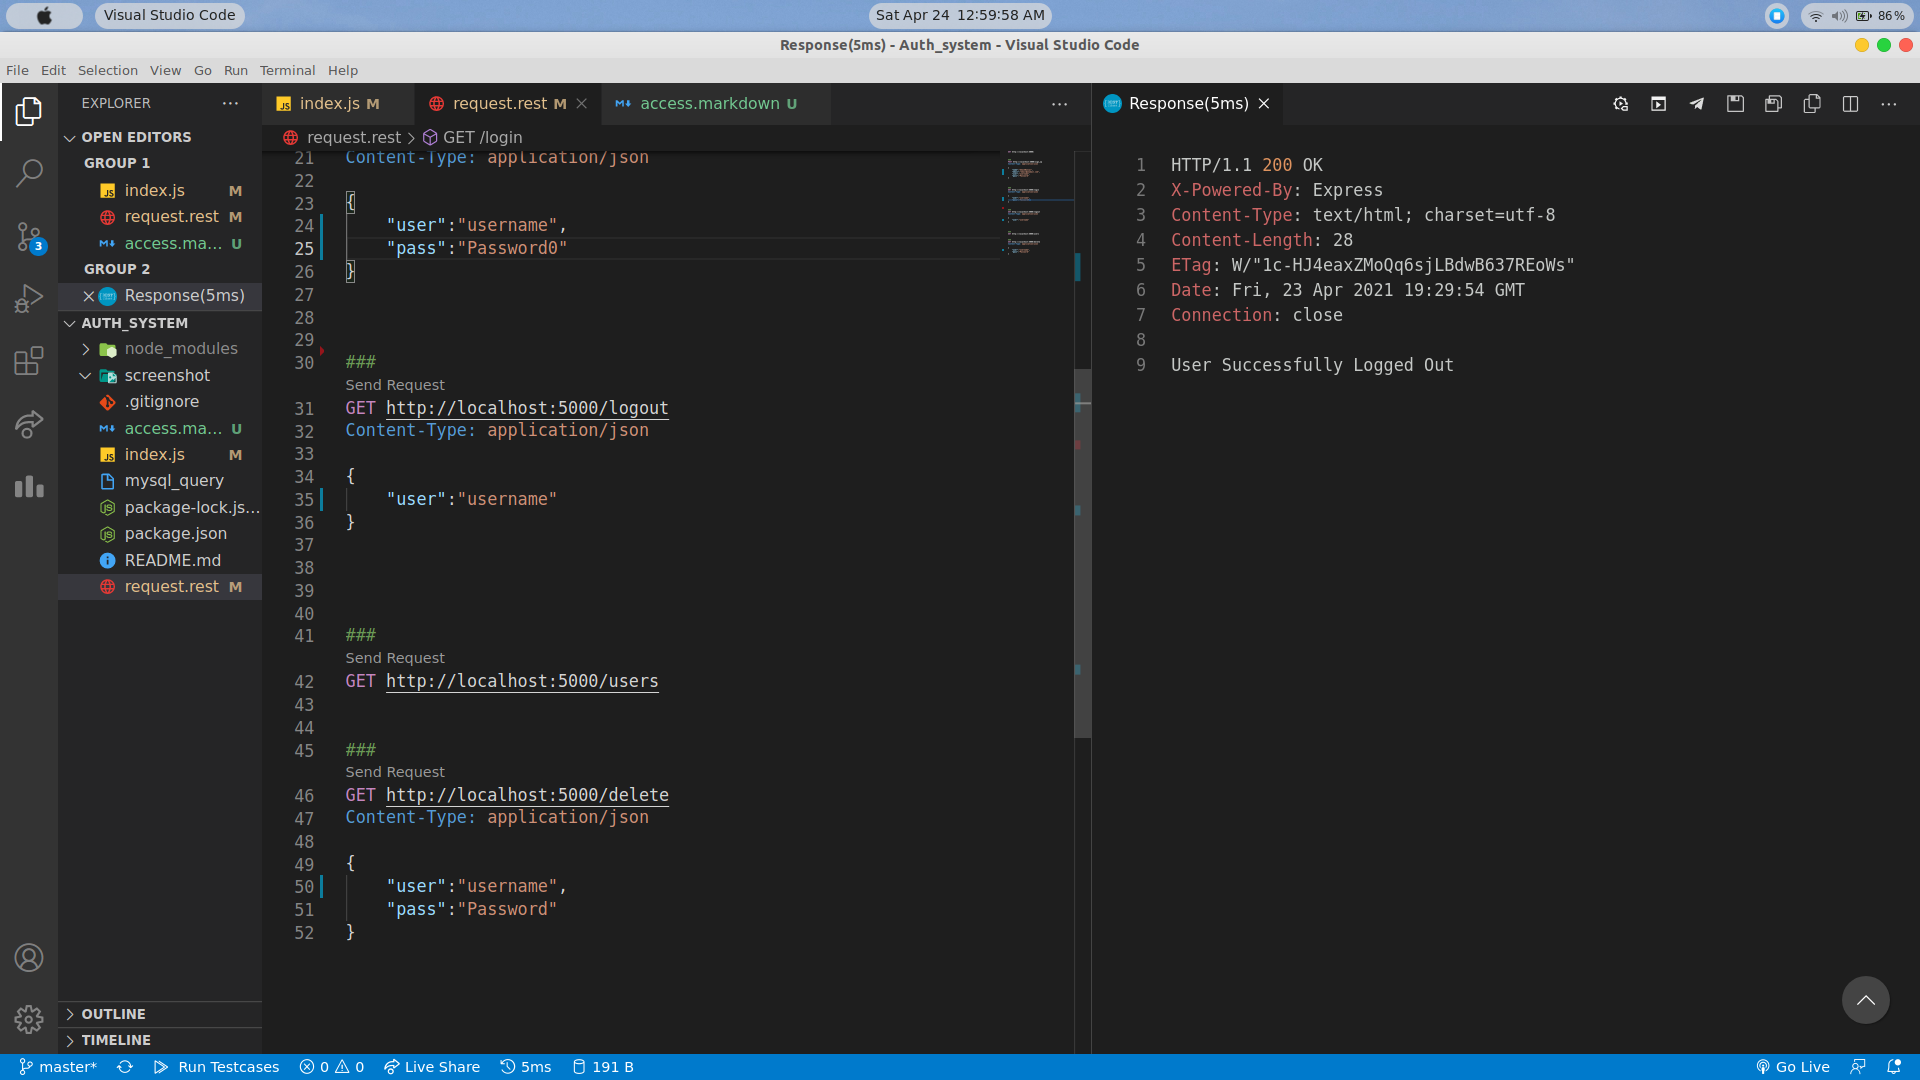 Visual Studio Code
Sat Apr 24 12:59:58 AM
86%
Response(5ms) - Auth_system - Visual Studio Code
File Edit Selection View Go Run Terminal Help
EXPLORER
OPEN EDITORS
GROUP 1
index.js M
request.rest M
access.ma... U
GROUP 2
Response(5ms)
AUTH_SYSTEM
node_modules
screenshot
.gitignore
access.ma... U
index.js M
mysql_query
package-lock.js...
package.json
README.md
request.rest M
OUTLINE
TIMELINE
3
index.js M
request.rest M
access.markdown U
request.rest > GET /login
21 Content-Type: application/json
22
23 {
24 "user":"username",
25 "pass":"Password0"
26 }
27
28
29
30 ###
Send Request
31 GET http://localhost:5000/logout
32 Content-Type: application/json
33
34 {
35 "user":"username"
36 }
37
38
39
40
41 ###
Send Request
42 GET http://localhost:5000/users
43
44
45 ###
Send Request
46 GET http://localhost:5000/delete
47 Content-Type: application/json
48
49 {
50 "user":"username",
51 "pass":"Password"
52 }
Response(5ms)
1 HTTP/1.1 200 OK
2 X-Powered-By: Express
3 Content-Type: text/html; charset=utf-8
4 Content-Length: 28
5 ETag: W/"1c-HJ4eaxZMoQq6sjLBdwB637REoWs"
6 Date: Fri, 23 Apr 2021 19:29:54 GMT
7 Connection: close
8
9 User Successfully Logged Out
master* Run Testcases 0 0 Live Share 5ms 191 B
Go Live